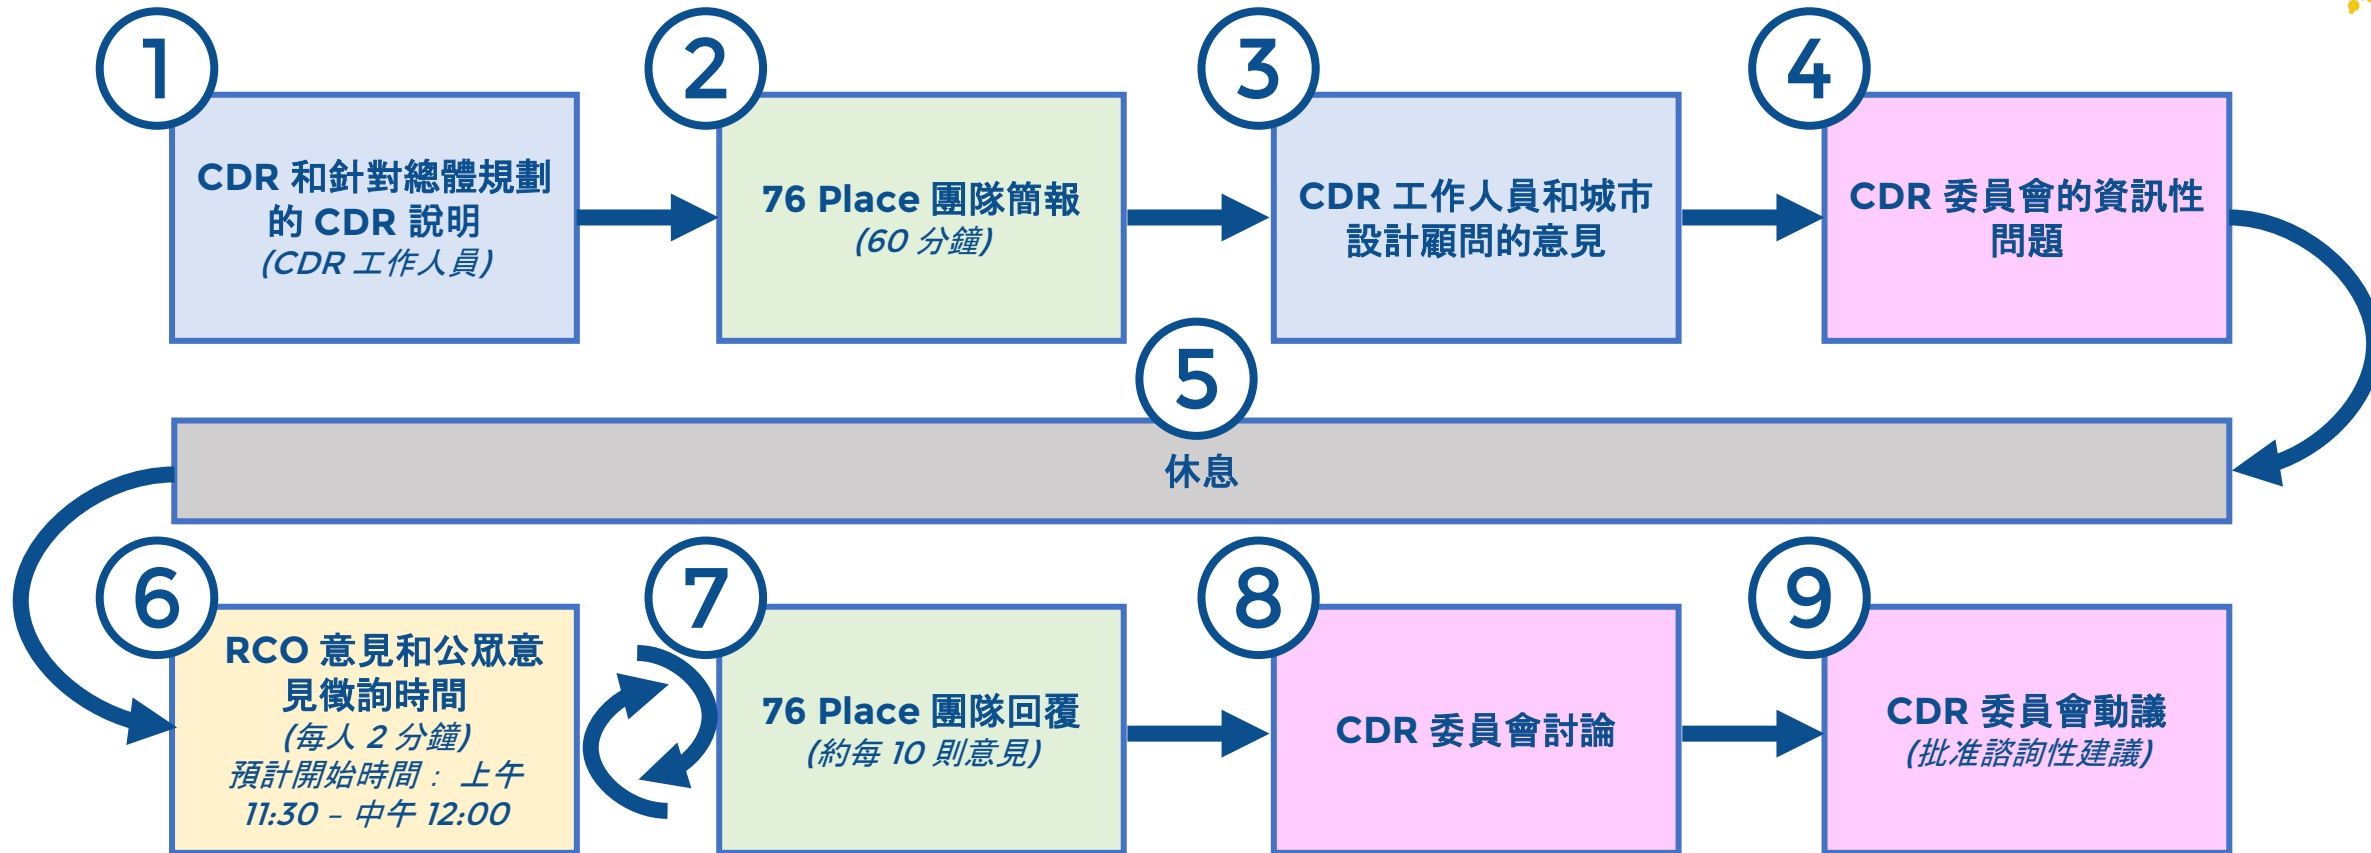 1
CDR 和針對總體規劃
的 CDR 說明
(CDR 工作人員)
2
76 Place 團隊簡報
(60 分鐘)
3
CDR 工作人員和城市
設計顧問的意見
4
CDR 委員會的資訊性
問題
5
休息
6
RCO 意見和公眾意
見徵詢時間
(每人 2 分鐘)
預計開始時間： 上午
11:30 – 中午 12:00
7
76 Place 團隊回覆
(約每 10 則意見)
8
CDR 委員會討論
9
CDR 委員會動議
(批准諮詢性建議)